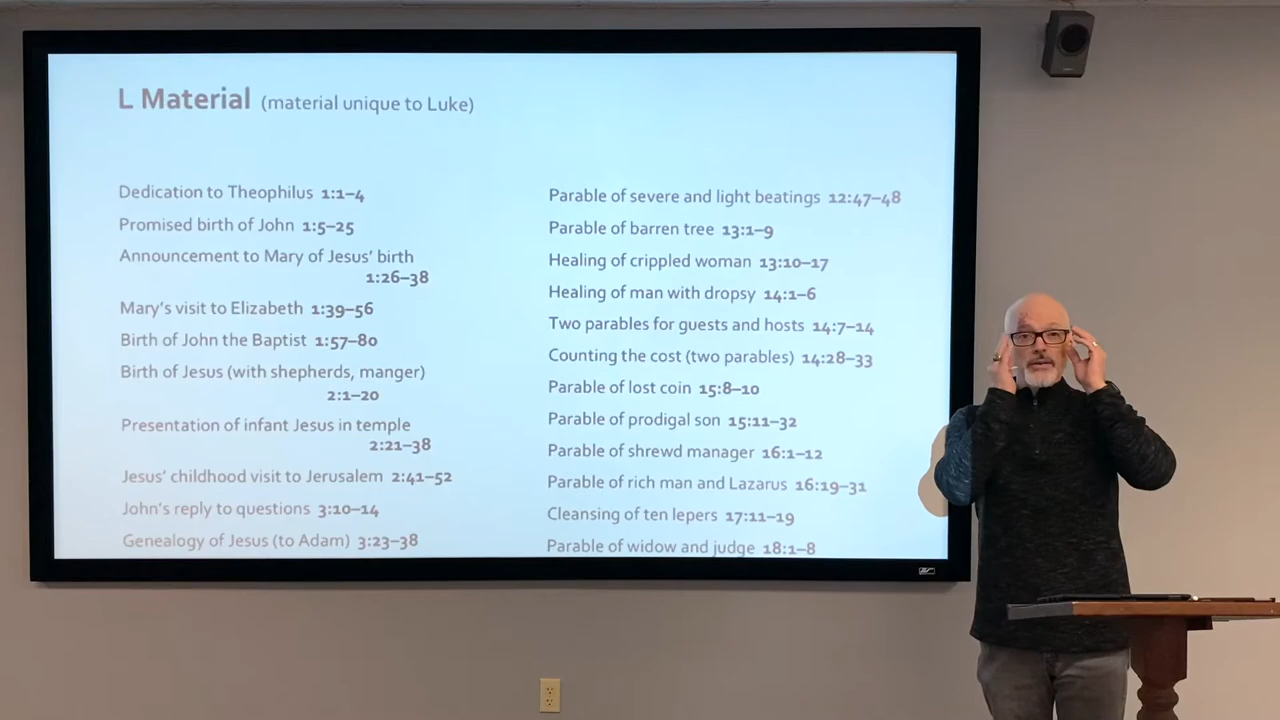 L Material (material unique to Luke)
Dedication to Theophilus 1:1–4
Promised birth of John 1:5–25
Announcement to Mary of Jesus’ birth
1:26–38
Mary’s visit to Elizabeth 1:39–56
Birth of John the Baptist 1:57–80
Birth of Jesus (with shepherds, manger)
2:1–20
Presentation of infant Jesus in temple
2:21–38
Jesus’ childhood visit to Jerusalem 2:41–52
John’s reply to questions 3:10–14
Genealogy of Jesus (to Adam) 3:23–38
Parable of severe and light beatings 12:47–48
Parable of barren tree 13:1–9
Healing of crippled woman 13:10–17
Healing of man with dropsy 14:1–6
Two parables for guests and hosts 14:7–14
Counting the cost (two parables) 14:28–33
Parable of lost coin 15:8–10
Parable of prodigal son 15:11–32
Parable of shrewd manager 16:1–12
Parable of rich man and Lazarus 16:19–31
Cleansing of ten lepers 17:11–19
Parable of widow and judge 18:1–8